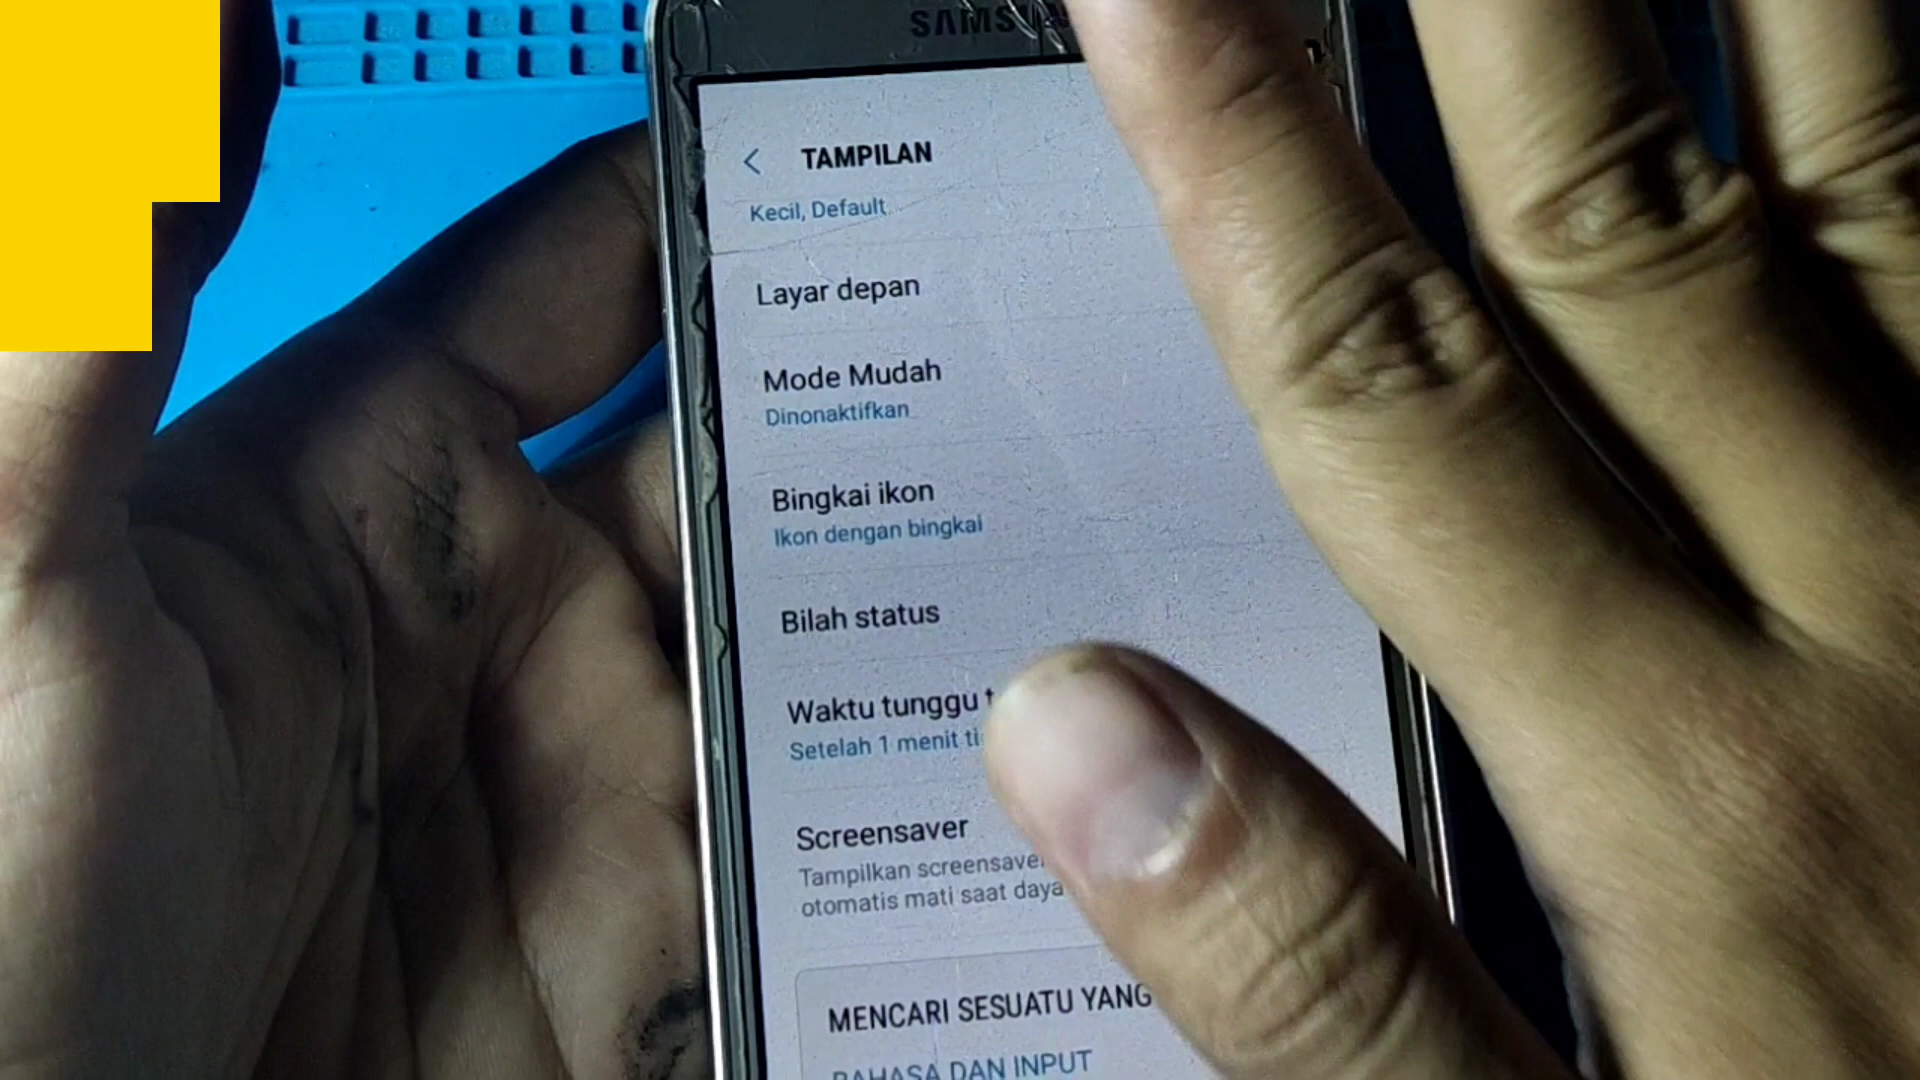 TAMPILAN
Kecil, Default
Layar depan
Mode Mudah
Dinonaktifkan
Bingkai ikon
Ikon dengan bingkai
Bilah status
Waktu tunggu
Setelah 1 menit
Screensaver
Tampilkan screensaver
otomatis mati saat daya
MENCARI SESUATU YANG
BAHASA DAN INPUT